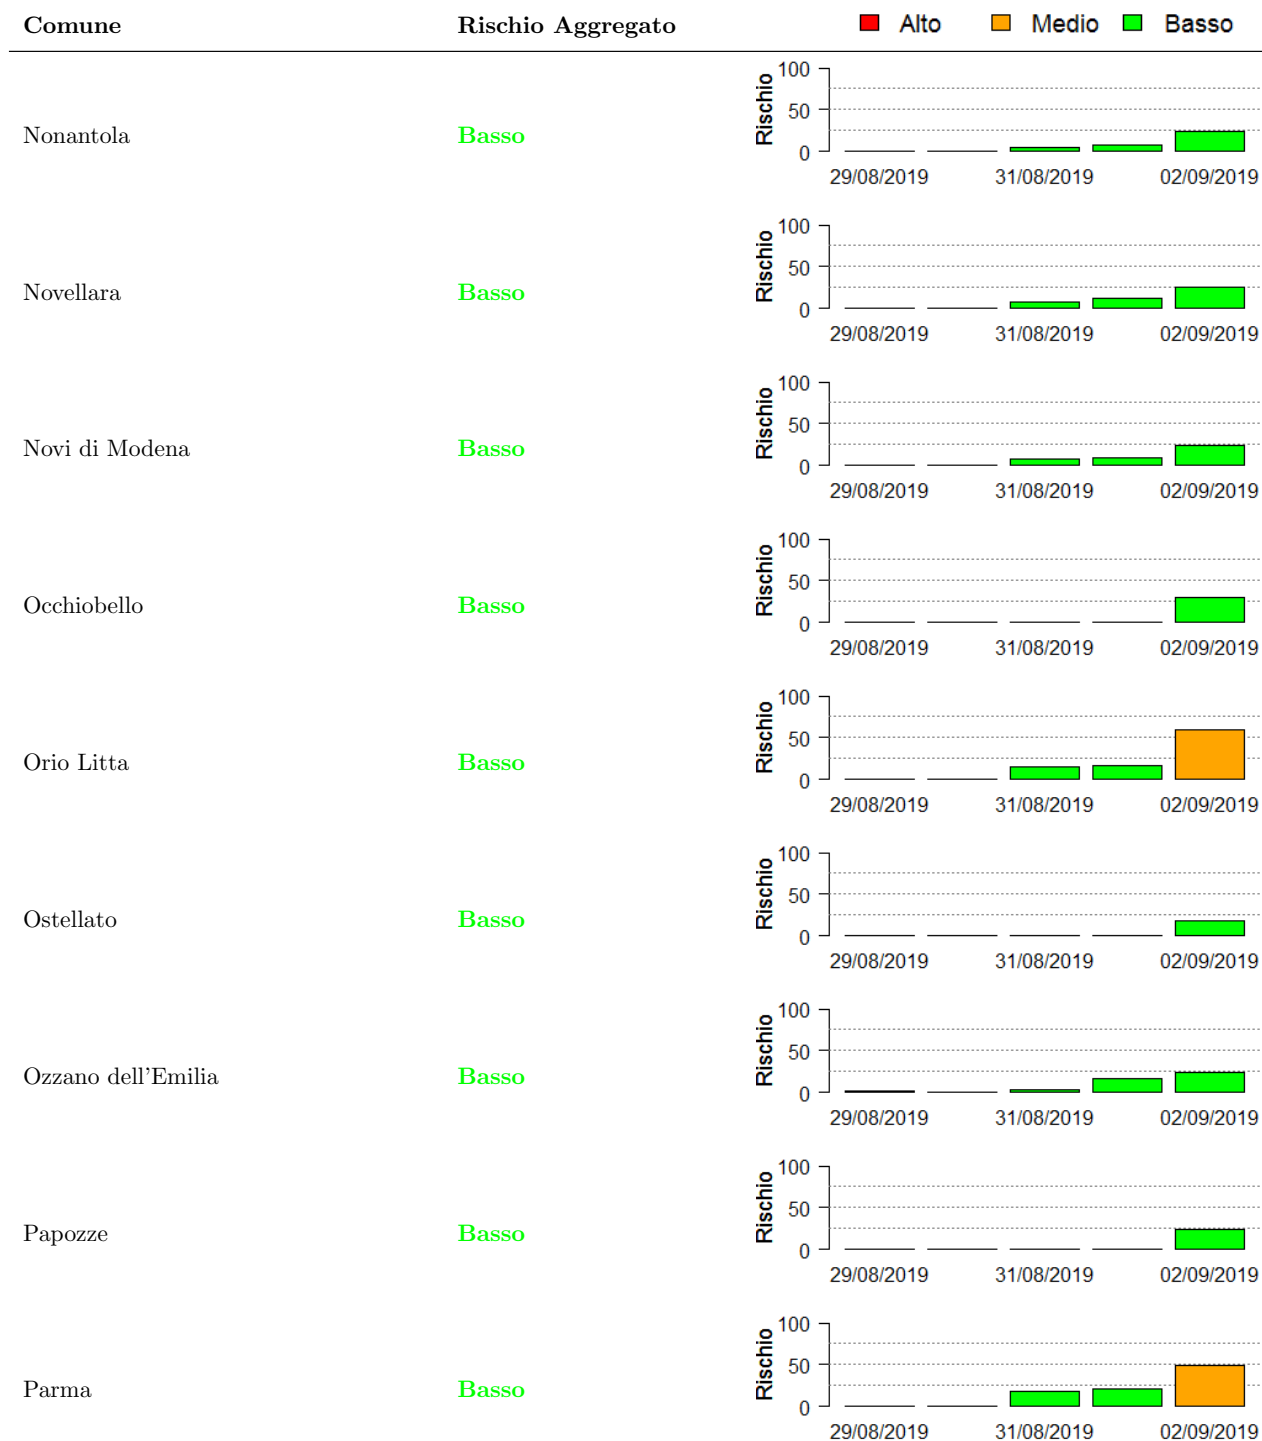 Comune Rischio Aggregato Alto Medio Basso
100
50
0
Rischio
Nonantola Basso
29/08/2019 31/08/2019 02/09/2019
100
50
0
Rischio
Novellara Basso
29/08/2019 31/08/2019 02/09/2019
100
50
0
Rischio
Novi di Modena Basso
29/08/2019 31/08/2019 02/09/2019
100
50
0
Rischio
Occhiobello Basso
29/08/2019 31/08/2019 02/09/2019
100
50
0
Rischio
Orio Litta Basso
29/08/2019 31/08/2019 02/09/2019
100
50
0
Rischio
Ostellato Basso
29/08/2019 31/08/2019 02/09/2019
100
50
0
Rischio
Ozzano dell'Emilia Basso
29/08/2019 31/08/2019 02/09/2019
100
50
0
Rischio
Papozze Basso
29/08/2019 31/08/2019 02/09/2019
100
50
0
Rischio
Parma Basso
29/08/2019 31/08/2019 02/09/2019